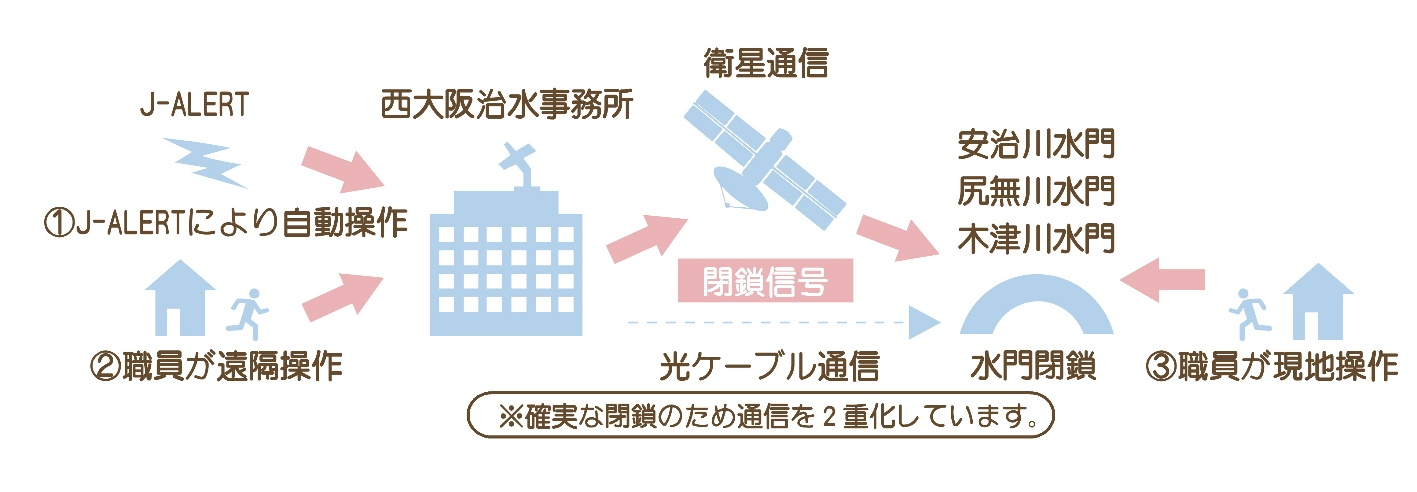 J-ALERT
①J-ALERTにより自動操作
②職員が遠隔操作
西大阪治水事務所
衛星通信
閉鎖信号
光ケーブル通信
安治川水門
尻無川水門
木津川水門
水門閉鎖
③職員が現地操作
※確実な閉鎖のため通信を2重化しています。